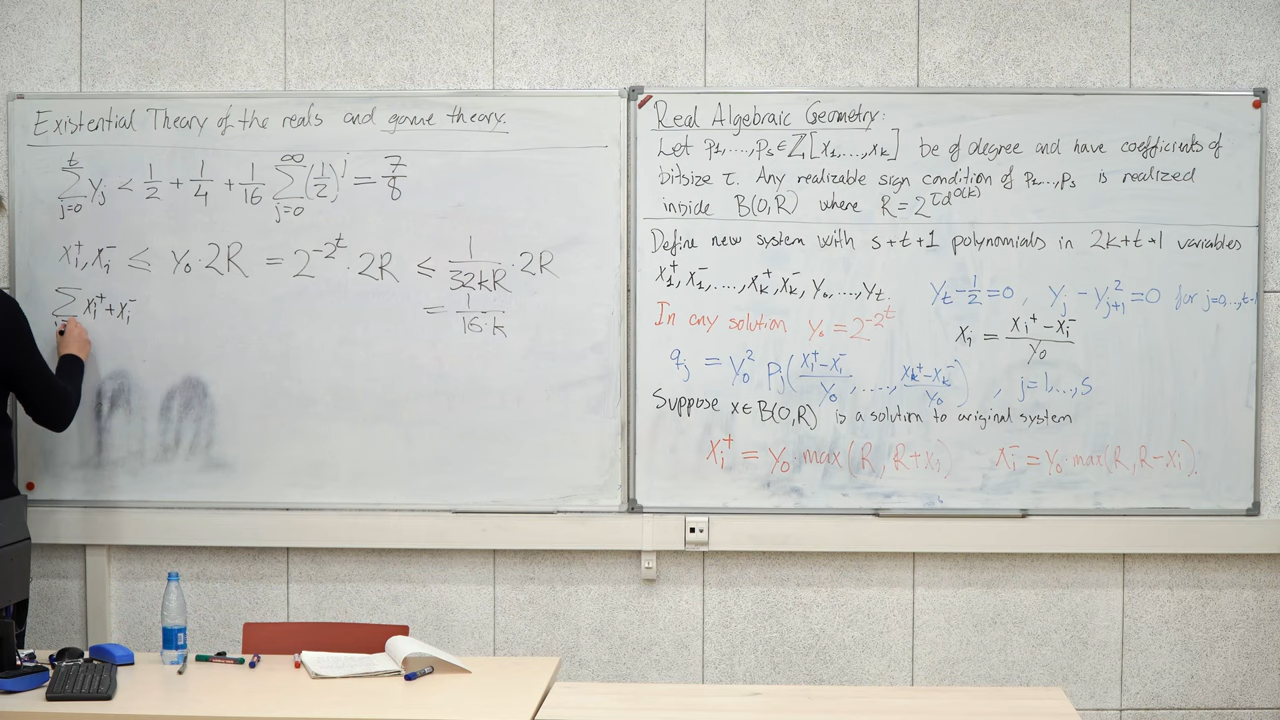 Existential Theory of the reals and game theory.
∑_{j=0}^{t} y_j < 1/2 + 1/4 + 1/16 ∑_{j=0}^{∞} (1/2)^j = 7/8
x_i^+, x_i^- ≤ y_0 · 2R = 2^{-2^t} · 2R ≤ 1/(32kR) · 2R
= 1/(16·k)
∑ x_i^+ + x_i^-
Real Algebraic Geometry:
Let p_1,...,p_s ∈ ℤ[x_1,...,x_k] be of degree and have coefficients of
bitsize τ. Any realizable sign condition of p_1,...,p_s is realized
inside B(0,R) where R = 2^{τd^{O(k)}}
Define new system with s+t+1 polynomials in 2k+t+1 variables
x_1^+, x_1^-, ..., x_k^+, x_k^-, y_0, ..., y_t. y_t - 1/2 = 0, y_j - y_{j+1}^2 = 0 for j=0,...,t-1
In any solution y_0 = 2^{-2^t} x_i = (x_i^+ - x_i^-)/y_0
q_j = y_0^2 p_j((x_1^+ - x_1^-)/y_0, ..., (x_k^+ - x_k^-)/y_0), j=1,...,s
Suppose x ∈ B(0,R) is a solution to original system
x_i^+ = y_0·max(R, R+x_i) x_i^- = y_0·max(R, R-x_i).